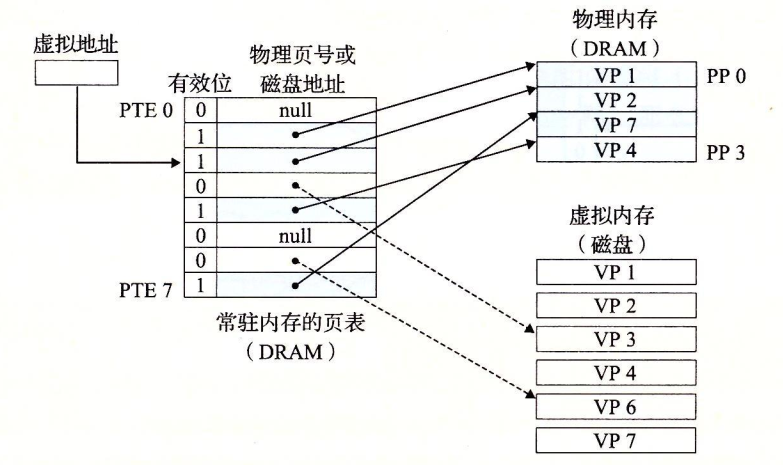 虚拟地址
有效位
物理页号或
磁盘地址
PTE 0
0
null
1
1
0
1
0
null
0
PTE 7
1
常驻内存的页表
(DRAM)
物理内存
(DRAM)
VP 1
PP 0
VP 2
VP 7
VP 4
PP 3
虚拟内存
(磁盘)
VP 1
VP 2
VP 3
VP 4
VP 6
VP 7